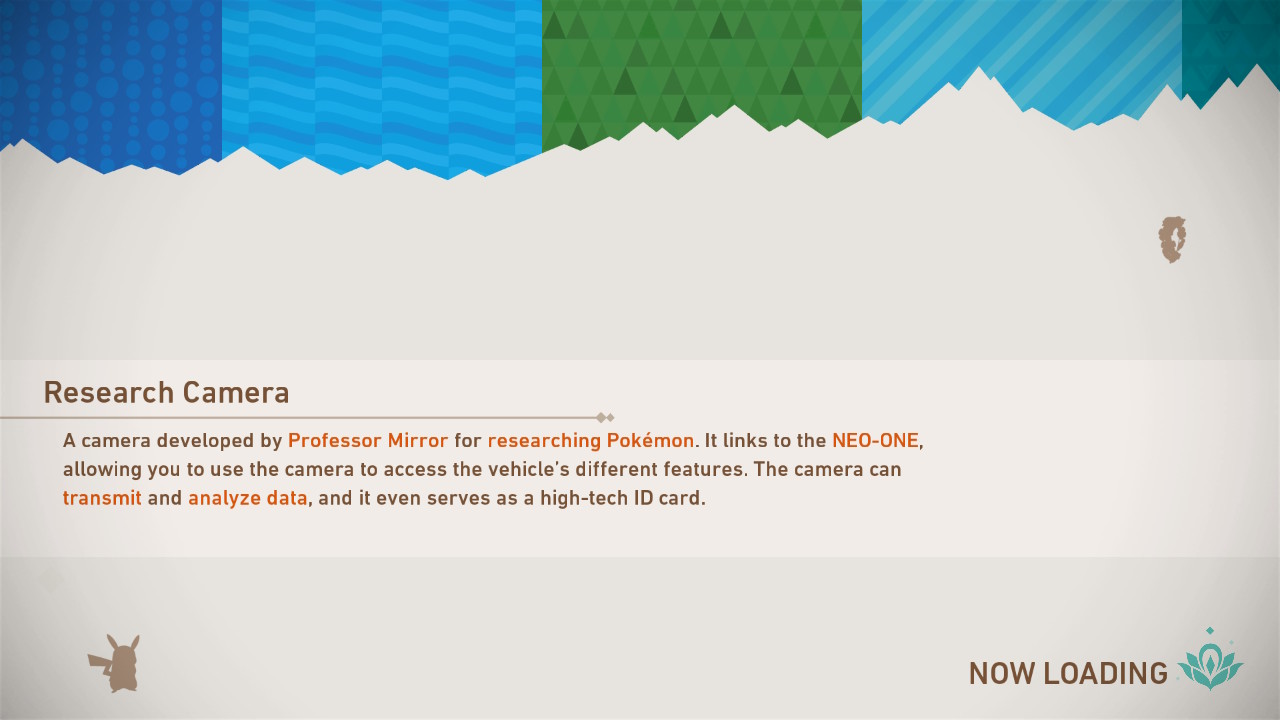 Research Camera
A camera developed by Professor Mirror for researching Pokémon. It links to the NEO-ONE,
allowing you to use the camera to access the vehicle's different features. The camera can
transmit and analyze data, and it even serves as a high-tech ID card.
NOW LOADING